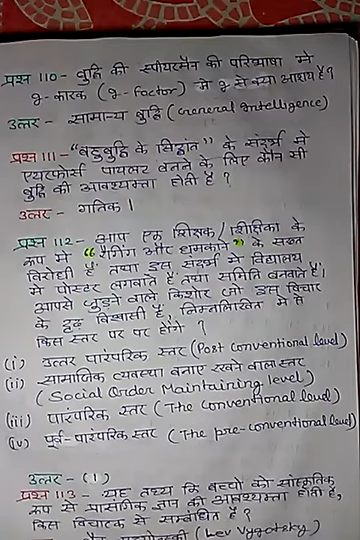 प्रश्न 110 - बुद्धि की स्पीयरमैन की परिभाषा में
g- कारक (g- factor) में g से क्या आशय है?
उत्तर - सामान्य बुद्धि (General Intelligence)
प्रश्न 111 - "बहुबुद्धि के सिद्धांत" के संदर्भ में
एयरफोर्स पायलट बनने के लिए कौन सी
बुद्धि की आवश्यकता होती है ?
उत्तर - गतिक ।
प्रश्न 112 - आप एक शिक्षक / शिक्षिका के
रूप में "रैगिंग और धमकाने" के सख्त
विरोधी हैं तथा इस संदर्भ में विद्यालय
में पोस्टर लगवाते हैं तथा समिति बनवाते हैं।
आपसे जुड़ने वाले किशोर जो इस विचार
के दृढ़ विश्वासी हैं, निम्नलिखित में से
किस स्तर पर होंगे ?
(i) उत्तर पारंपरिक स्तर (Post conventional level)
(ii) सामाजिक व्यवस्था बनाए रखने वाला स्तर
(Social Order Maintaining level)
(iii) पारंपरिक स्तर (The conventional level)
(iv) पूर्व-पारंपरिक स्तर (The pre-conventional level)
उत्तर - (1)
प्रश्न 113 - यह तथ्य कि बच्चों को सांस्कृतिक
रूप से प्रासंगिक ज्ञान की आवश्यकता होती है,
किस विचारक से सम्बंधित है ?
(Lev Vygotsky)